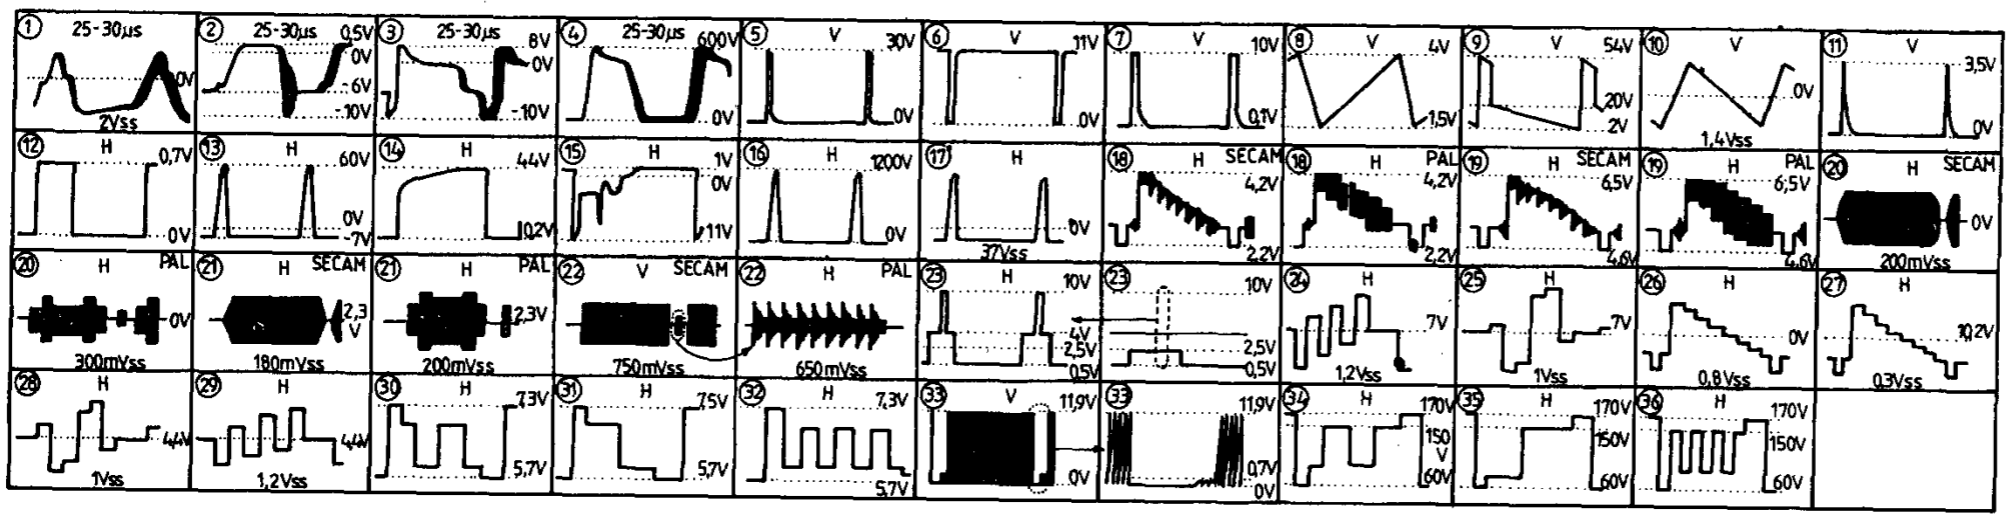 1 25-30µs 0V 2Vss
2 25-30µs 0,5V 0V -6V -10V
3 25-30µs 8V 0V -10V
4 25-30µs 600V 0V
5 V 30V 0V
6 V 11V 0V
7 V 10V 0,1V
8 V 4V 1,5V
9 V 54V 20V 2V
10 V 0V 1,4Vss
11 V 3,5V 0V
12 H 0,7V 0V
13 H 60V 0V -7V
14 H 4,4V 0,2V
15 H 1V 0V -11V
16 H 1200V 0V
17 H 0V 37Vss
18 H SECAM 4,2V 2,2V
18 H PAL 4,2V 2,2V
19 H SECAM 6,5V 4,6V
19 H PAL 6,5V 4,6V
20 H SECAM 0V 200mVss
20 H PAL 0V 300mVss
21 H SECAM 2,3 V 180mVss
21 H PAL 2,3V 200mVss
22 V SECAM 750mVss
22 H PAL 650mVss
23 H 10V 4V 2,5V 0,5V
23 10V 2,5V 0,5V
24 H 7V 1,2Vss
25 H 7V 1Vss
26 H 0V 0,8Vss
27 H 10,2V 0,3Vss
28 H 4,4V 1Vss
29 H 4,4V 1,2Vss
30 H 7,3V 5,7V
31 H 7,5V 5,7V
32 H 7,3V 5,7V
33 V 11,9V 0V
33 11,9V 0,7V 0V
34 H 170V 150 V 60V
35 H 170V 150V 60V
36 H 170V 150V 60V